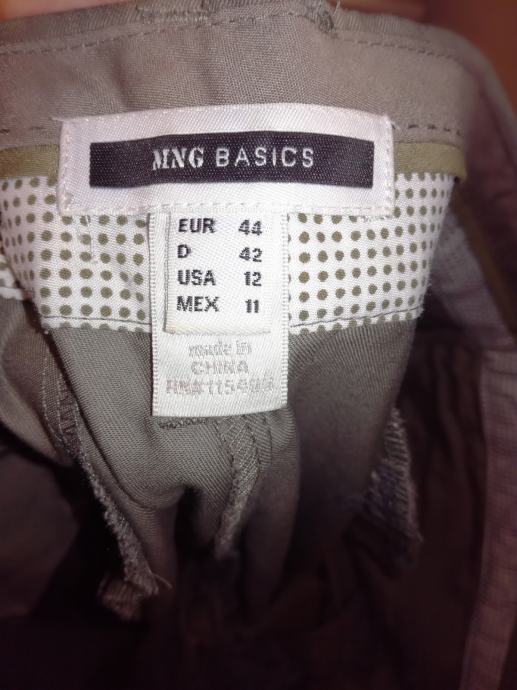 MNG BASICS
EUR 44
D 42
USA 12
MEX 11
made in
CHINA